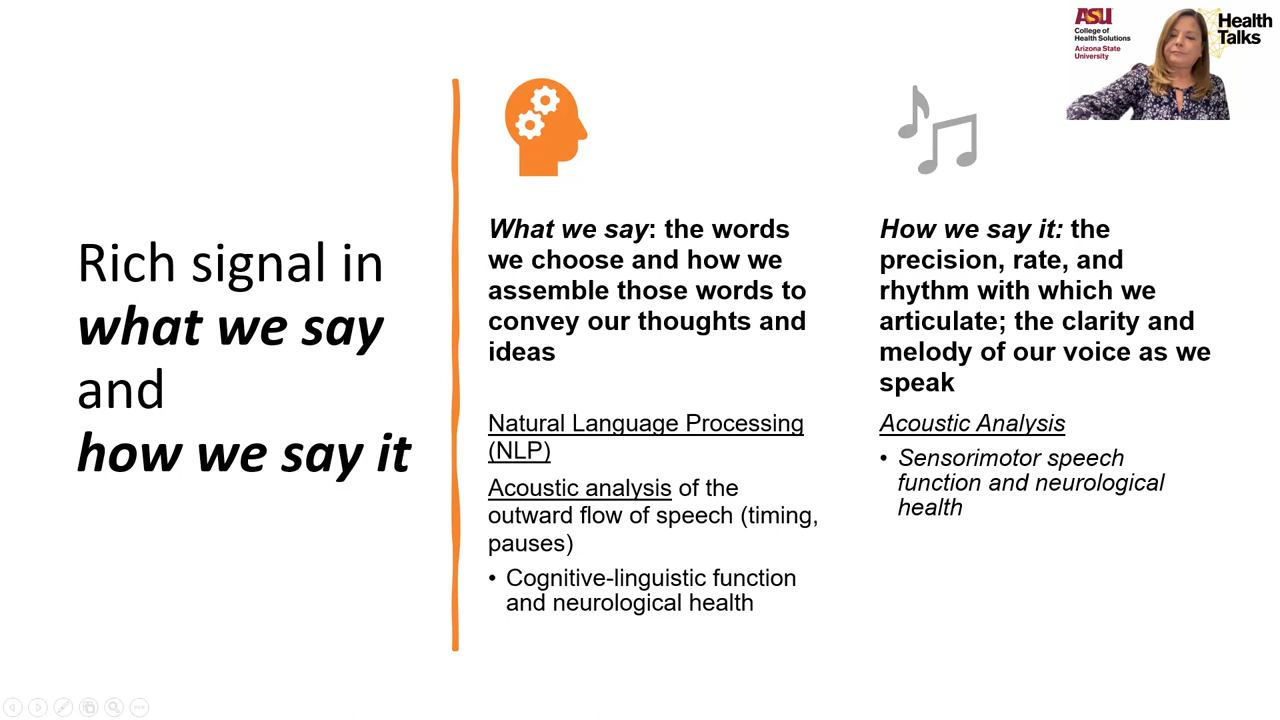 ASU
College of
Health Solutions
Arizona State
University
Health
Talks
Rich signal in
what we say
and
how we say it
What we say: the words
we choose and how we
assemble those words to
convey our thoughts and
ideas
Natural Language Processing
(NLP)
Acoustic analysis of the
outward flow of speech (timing,
pauses)
• Cognitive-linguistic function
and neurological health
How we say it: the
precision, rate, and
rhythm with which we
articulate; the clarity and
melody of our voice as we
speak
Acoustic Analysis
• Sensorimotor speech
function and neurological
health